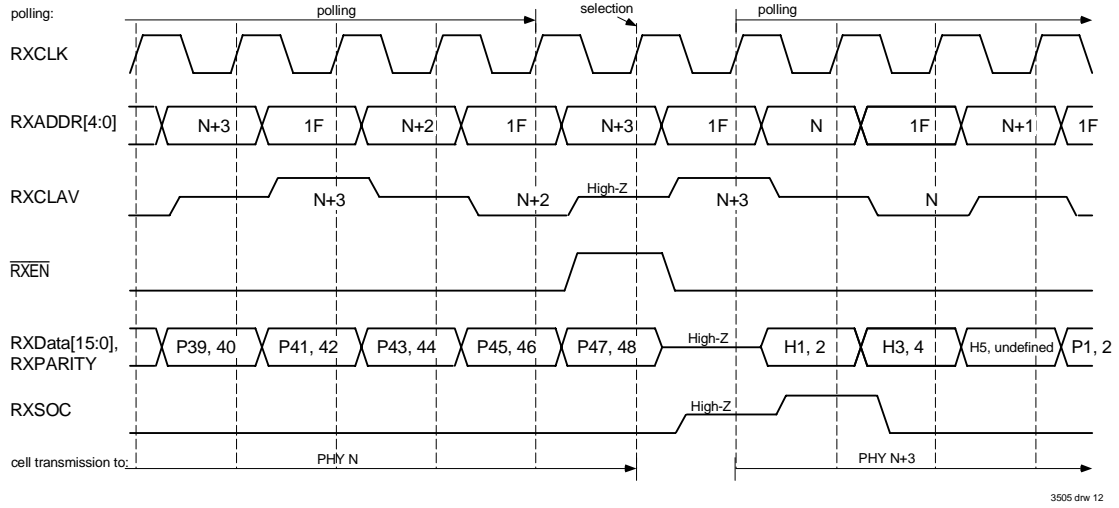 polling: polling selection polling
RXCLK
RXADDR[4:0] N+3 1F N+2 1F N+3 1F N 1F N+1 1F
RXCLAV N+3 N+2 High-Z N+3 N
RXEN
RXData[15:0], RXPARITY P39, 40 P41, 42 P43, 44 P45, 46 P47, 48 High-Z H1, 2 H3, 4 H5, undefined P1, 2
RXSOC High-Z
cell transmission to: PHY N PHY N+3
3505 drw 12